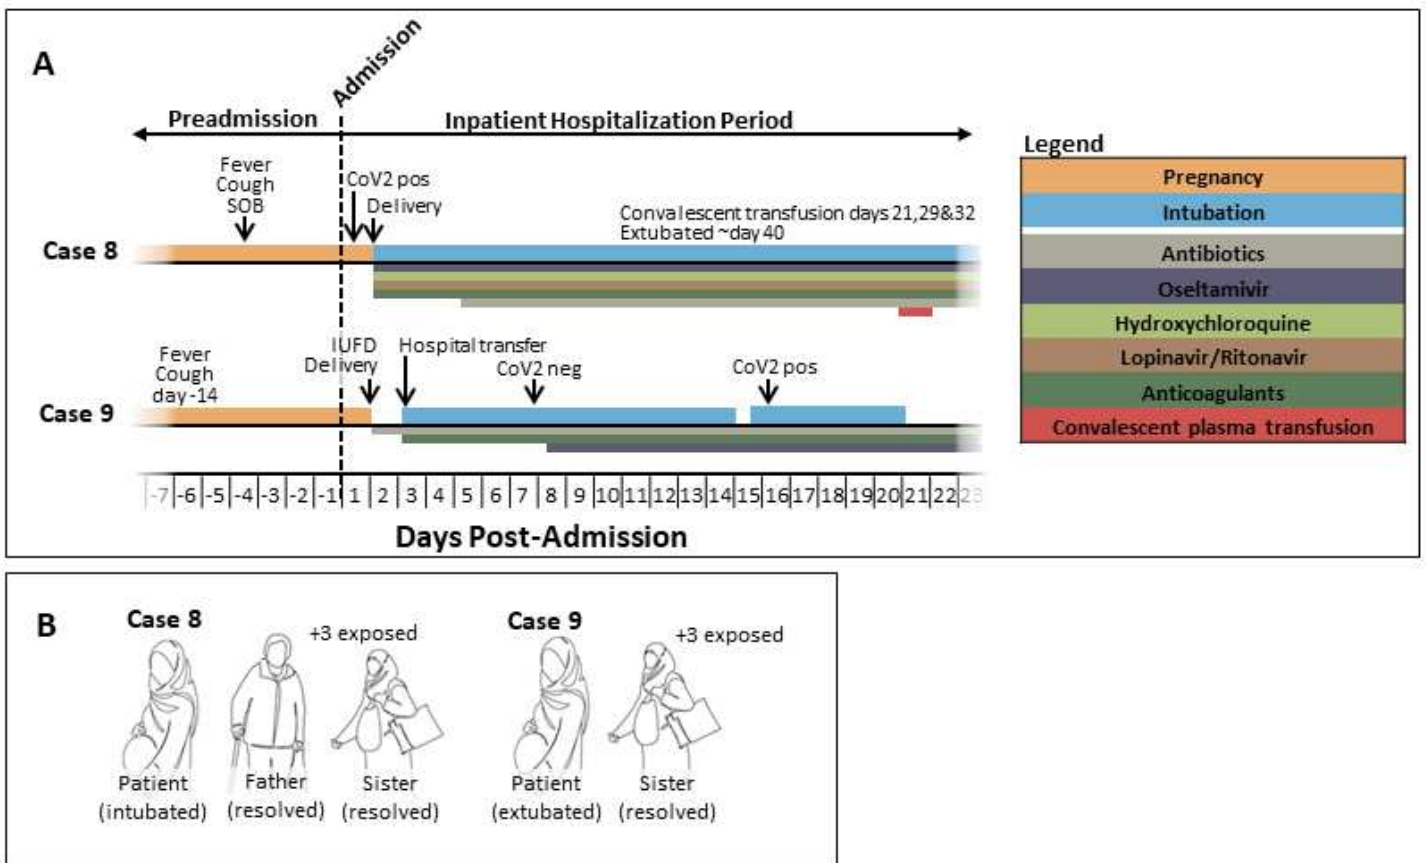 A
Admission
Preadmission
Inpatient Hospitalization Period
Fever
Cough
SOB
CoV2 pos
Delivery
Convalescent transfusion days 21,29&32
Extubated ~day 40
Case 8
Fever
Cough
day -14
IUFD
Delivery
Hospital transfer
CoV2 neg
CoV2 pos
Case 9
-7 -6 -5 -4 -3 -2 -1 1 2 3 4 5 6 7 8 9 10 11 12 13 14 15 16 17 18 19 20 21 22 23
Days Post-Admission
Legend
Pregnancy
Intubation
Antibiotics
Oseltamivir
Hydroxychloroquine
Lopinavir/Ritonavir
Anticoagulants
Convalescent plasma transfusion
B
Case 8
+3 exposed
Patient
(intubated)
Father
(resolved)
Sister
(resolved)
Case 9
+3 exposed
Patient
(extubated)
Sister
(resolved)